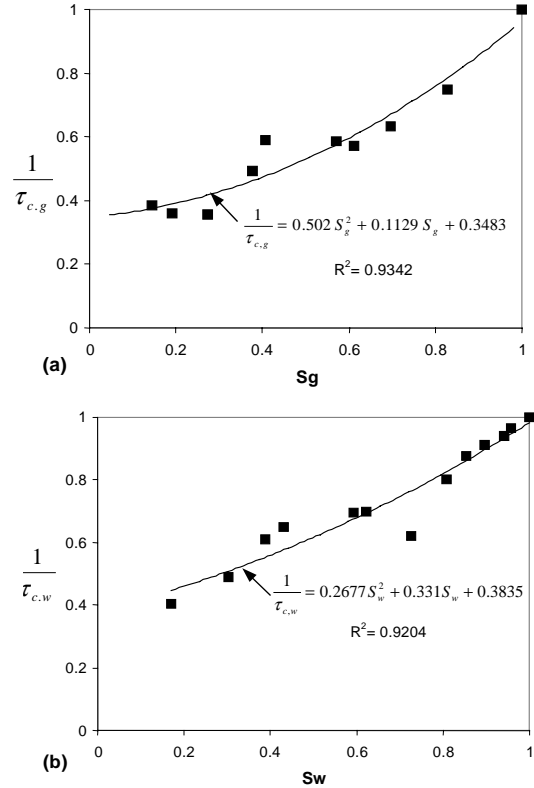 1
0.8
0.6
0.4
0.2
0
1
τc.g
1/τc,g = 0.502 Sg² + 0.1129 Sg + 0.3483
R² = 0.9342
0 0.2 0.4 0.6 0.8 1
(a)
Sg
1
0.8
0.6
0.4
0.2
0
1
τc.w
1/τc,w = 0.2677Sw² + 0.331Sw + 0.3835
R² = 0.9204
0 0.2 0.4 0.6 0.8 1
(b)
Sw